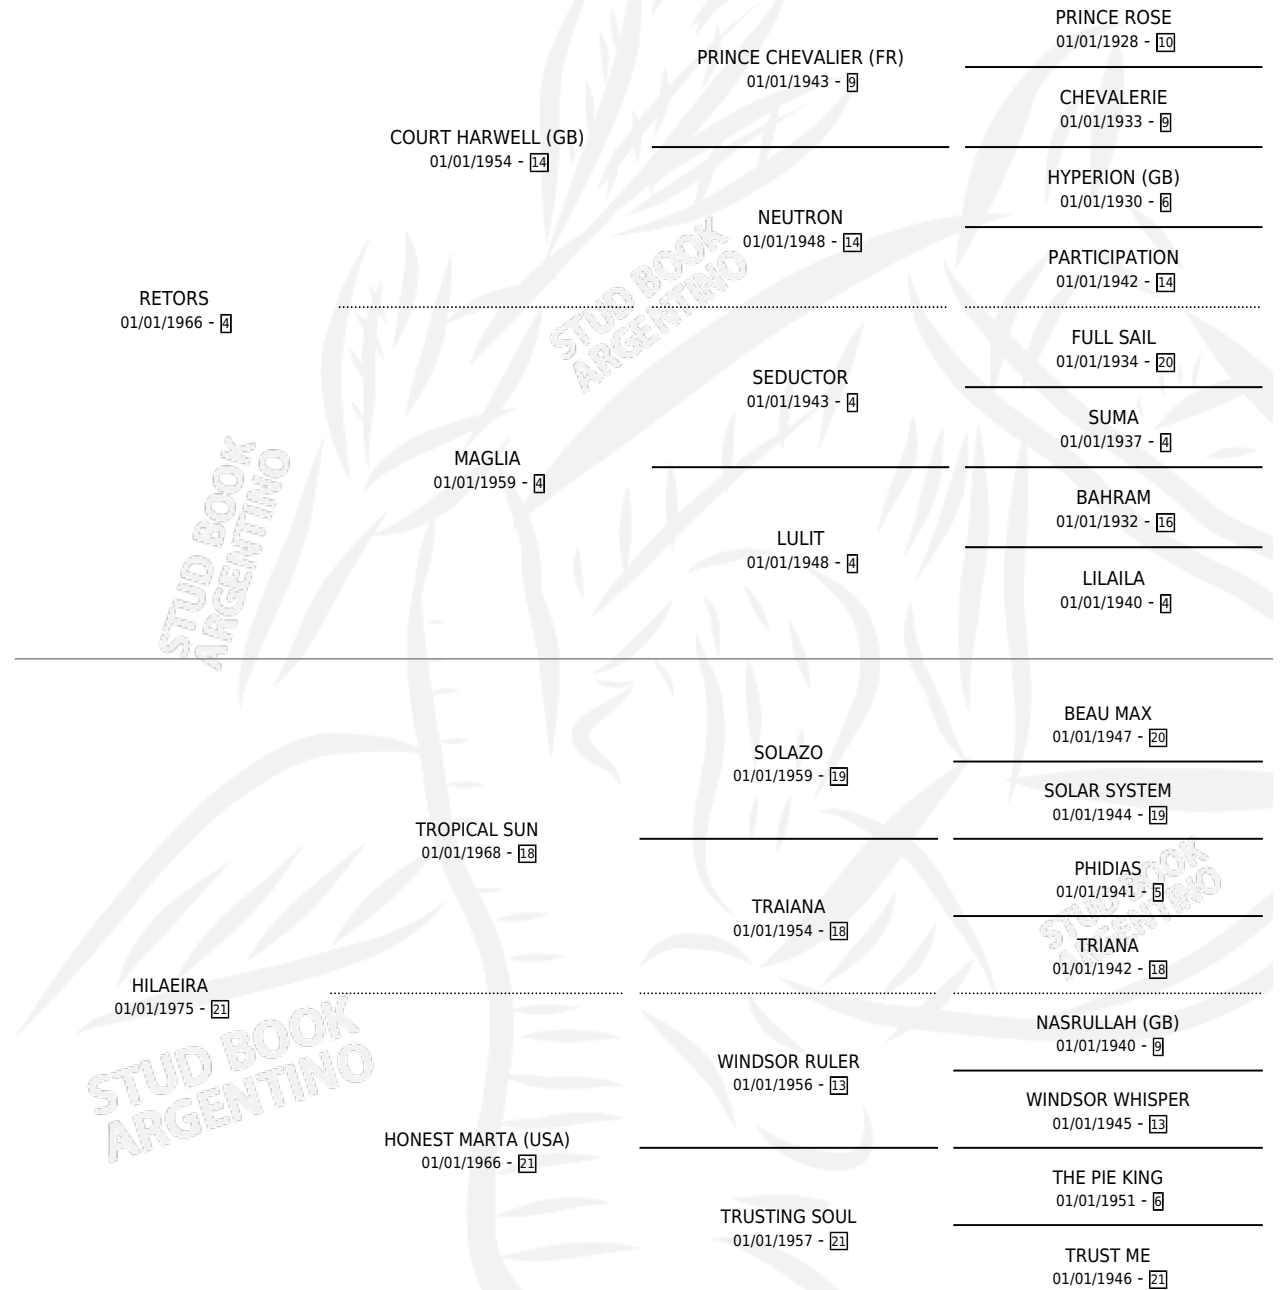 PRINCE ROSE
01/01/1928 - 10
PRINCE CHEVALIER (FR)
01/01/1943 - 9
CHEVALERIE
01/01/1933 - 9
COURT HARWELL (GB)
01/01/1954 - 14
HYPERION (GB)
01/01/1930 - 6
NEUTRON
01/01/1948 - 14
PARTICIPATION
01/01/1942 - 14
RETORS
01/01/1966 - 4
FULL SAIL
01/01/1934 - 20
SEDUCTOR
01/01/1943 - 4
SUMA
01/01/1937 - 4
MAGLIA
01/01/1959 - 4
BAHRAM
01/01/1932 - 16
LULIT
01/01/1948 - 4
LILAILA
01/01/1940 - 4
STUD BOOK
ARGENTINO
STUD BOOK
ARGENTINO
BEAU MAX
01/01/1947 - 20
SOLAZO
01/01/1959 - 19
SOLAR SYSTEM
01/01/1944 - 19
TROPICAL SUN
01/01/1968 - 18
PHIDIAS
01/01/1941 - 5
TRAIANA
01/01/1954 - 18
TRIANA
01/01/1942 - 18
STUD BOOK
ARGENTINO
HILAEIRA
01/01/1975 - 21
NASRULLAH (GB)
01/01/1940 - 9
WINDSOR RULER
01/01/1956 - 13
WINDSOR WHISPER
01/01/1945 - 13
STUD BOOK
ARGENTINO
HONEST MARTA (USA)
01/01/1966 - 21
THE PIE KING
01/01/1951 - 6
TRUSTING SOUL
01/01/1957 - 21
TRUST ME
01/01/1946 - 21